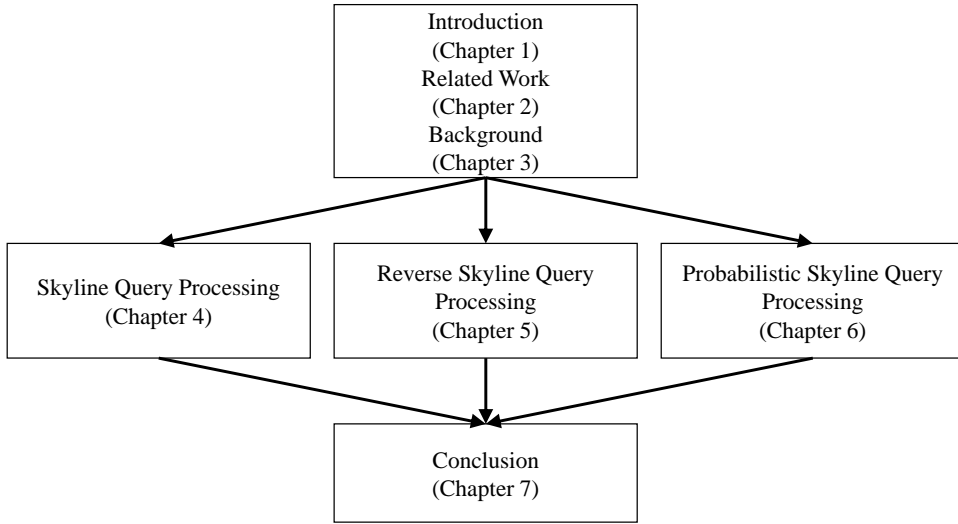 Introduction
(Chapter 1)
Related Work
(Chapter 2)
Background
(Chapter 3)
Skyline Query Processing
(Chapter 4)
Reverse Skyline Query
Processing
(Chapter 5)
Probabilistic Skyline Query
Processing
(Chapter 6)
Conclusion
(Chapter 7)